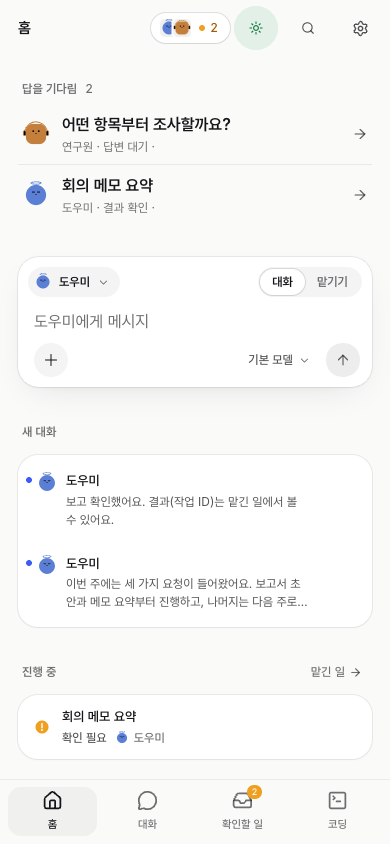 홈
2
답을 기다림 2
어떤 항목부터 조사할까요?
연구원 · 답변 대기 ·
회의 메모 요약
도우미 · 결과 확인 ·
도우미
대화
맡기기
도우미에게 메시지
기본 모델
새 대화
도우미
보고 확인했어요. 결과(작업 ID)는 맡긴 일에서 볼
수 있어요.
도우미
이번 주에는 세 가지 요청이 들어왔어요. 보고서 초
안과 메모 요약부터 진행하고, 나머지는 다음 주로...
진행 중
맡긴 일
회의 메모 요약
확인 필요 도우미
2
홈
대화
확인할 일
코딩